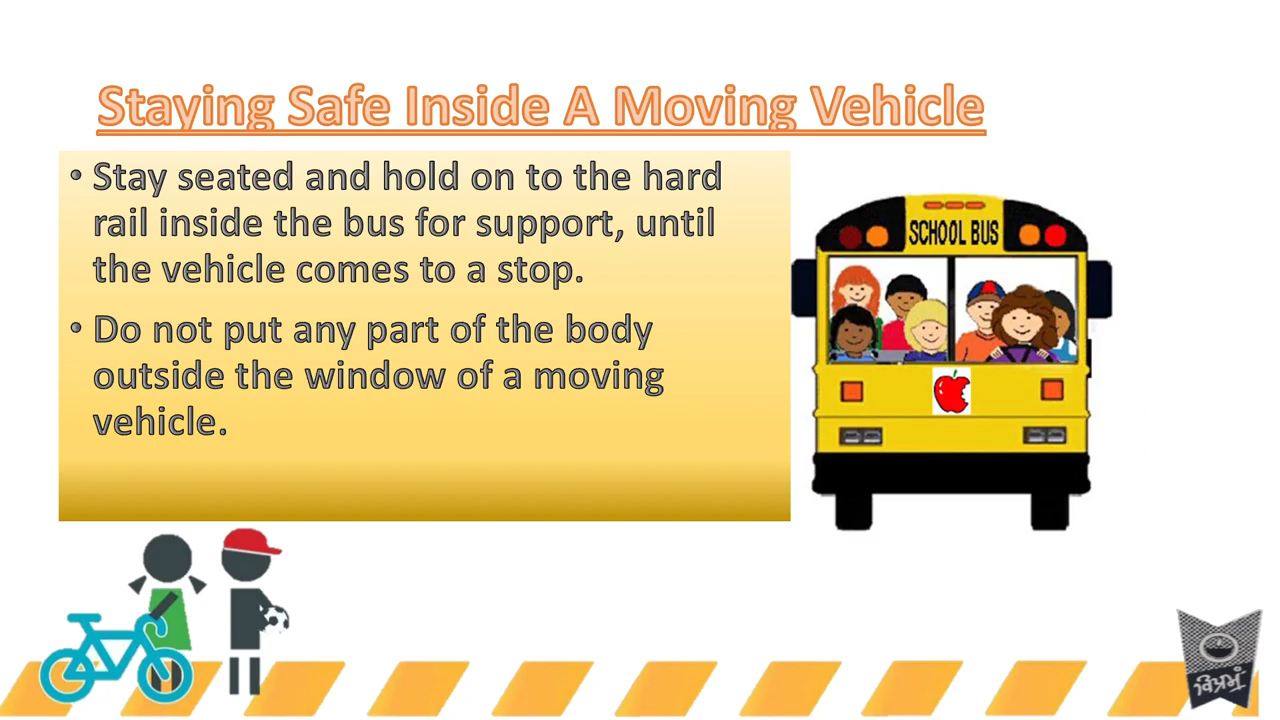 Staying Safe Inside A Moving Vehicle
• Stay seated and hold on to the hard
rail inside the bus for support, until
the vehicle comes to a stop.
• Do not put any part of the body
outside the window of a moving
vehicle.
SCHOOL BUS
વિક્રમ